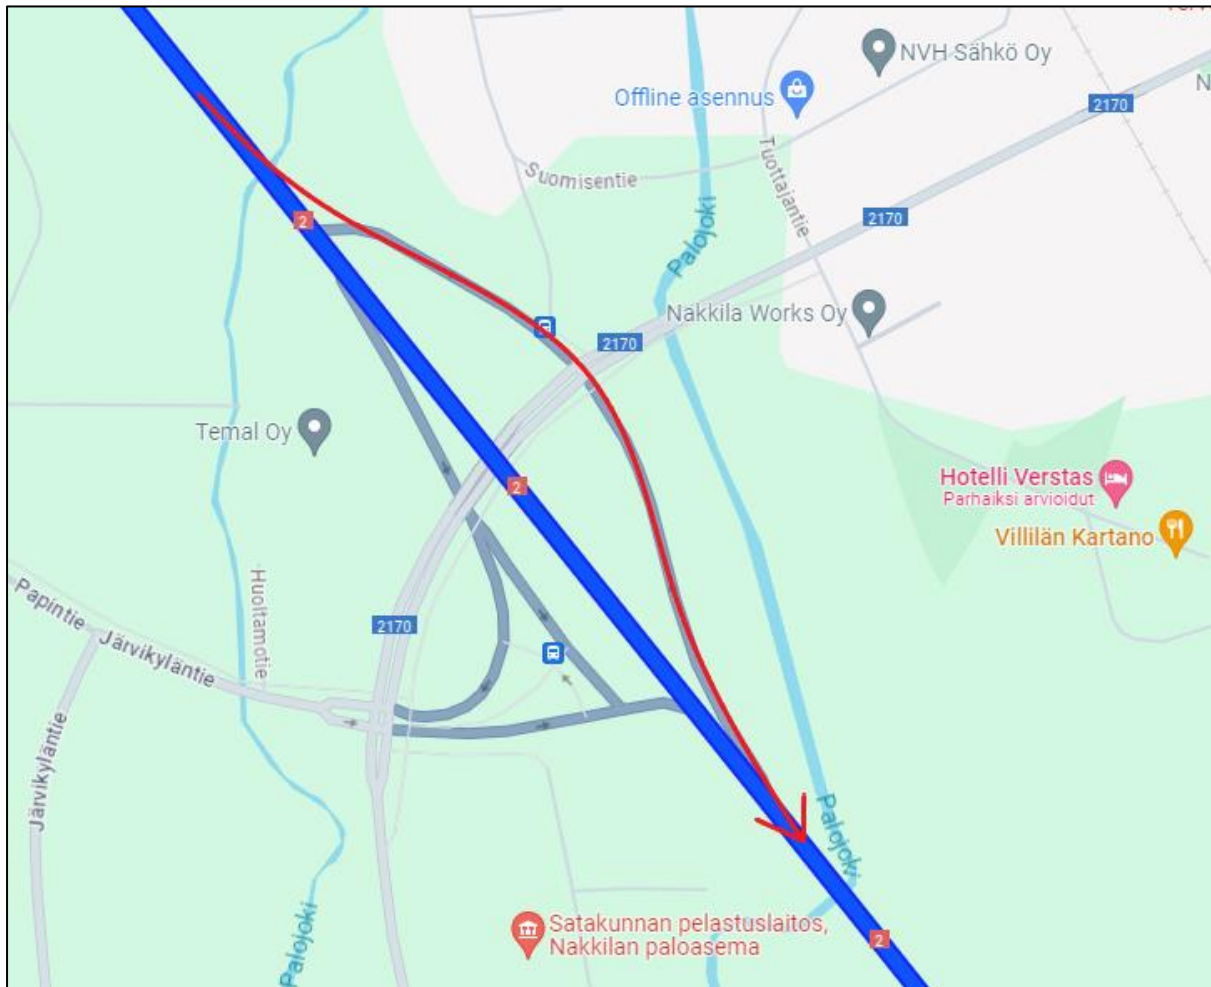 NVH Sähkö Oy
Offline asennus
2170
Tuottajantie
Suomisentie
2170
2
Palojoki
Nakkila Works Oy
2170
Temal Oy
Hotelli Verstas
Parhaiksi arvioidut
2
Villilän Kartano
Huoltamotie
Papintie
2170
Järvikyläntie
Järvikyläntie
Palojoki
Satakunnan pelastuslaitos,
Nakkilan paloasema
2
Palojoki